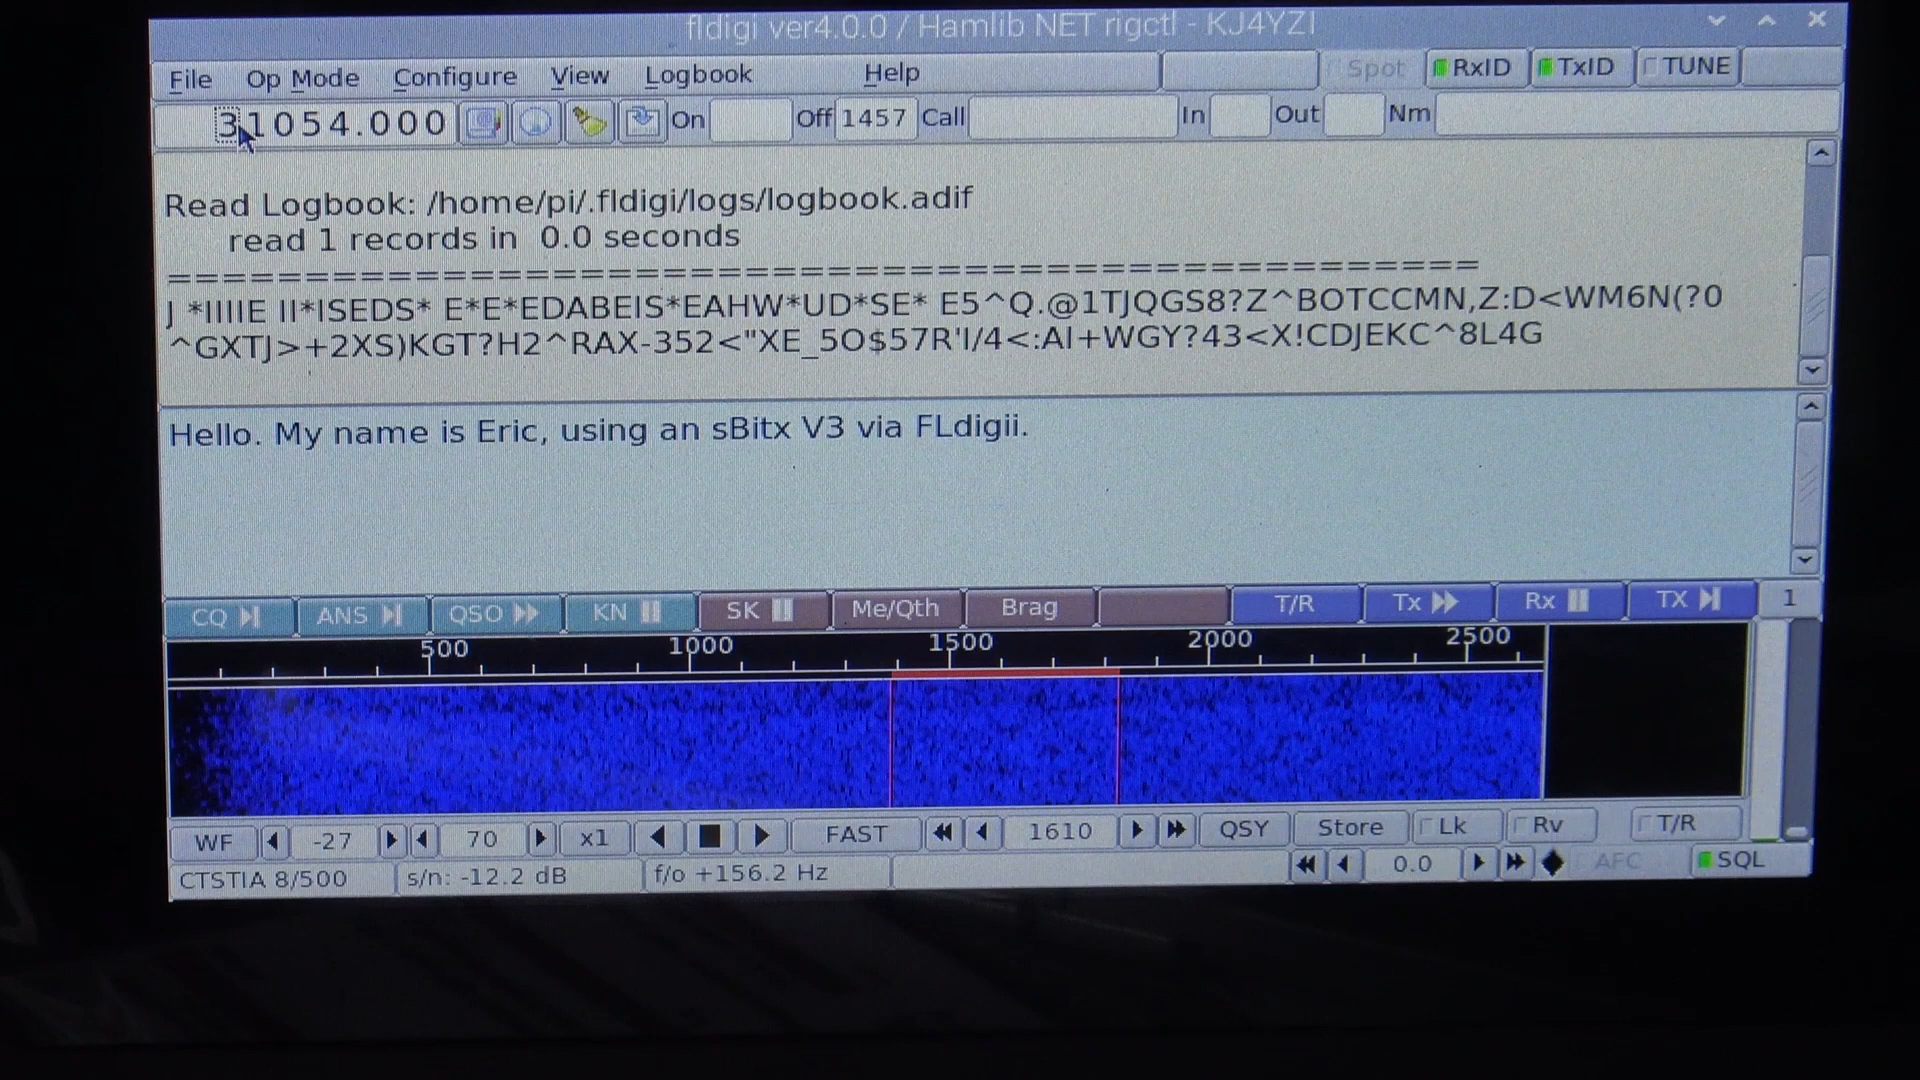 fldigi ver4.0.0 / Hamlib NET rigctl - KJ4YZI
File Op Mode Configure View Logbook Help Spot RxID TxID TUNE
31054.000 On Off 1457 Call In Out Nm
Read Logbook: /home/pi/.fldigi/logs/logbook.adif
read 1 records in 0.0 seconds
================================================
J *IIIIE II*ISEDS* E*E*EDABEIS*EAHW*UD*SE* E5^Q.@1TJQGS8?Z^BOTCCMN,Z:D<WM6N(?0
^GXTJ>+2XS)KGT?H2^RAX-352<"XE_5O$57R'I/4<:AI+WGY?43<X!CDJEKC^8L4G
Hello. My name is Eric, using an sBitx V3 via FLdigii.
CQ ANS QSO KN SK Me/Qth Brag T/R Tx Rx TX 1
500 1000 1500 2000 2500
WF -27 70 x1 FAST 1610 QSY Store Lk Rv T/R
CTSTIA 8/500 s/n: -12.2 dB f/o +156.2 Hz 0.0 AFC SQL